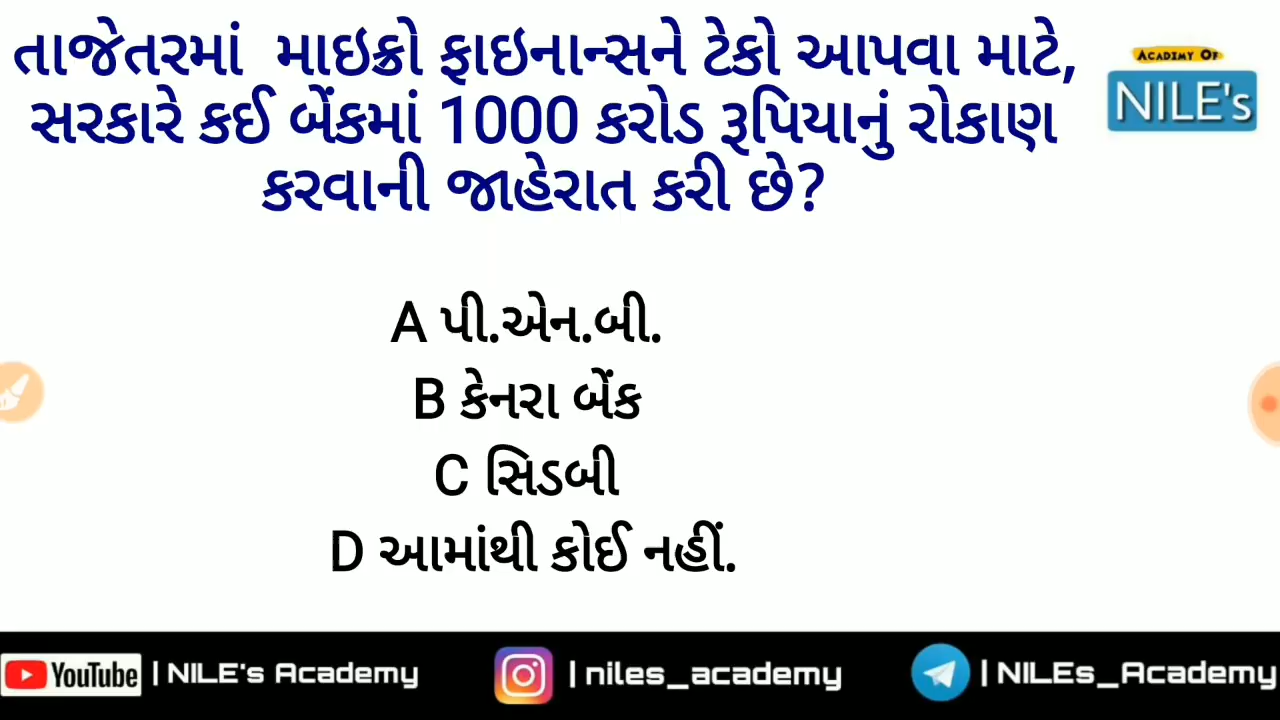 તાજેતરમાં માઇક્રો ફાઇનાન્સને ટેકો આપવા માટે,
સરકારે કઈ બેંકમાં 1000 કરોડ રૂપિયાનું રોકાણ
કરવાની જાહેરાત કરી છે?
ACADEMY OF
NILE's
A પી.એન.બી.
B કેનરા બેંક
C સિડબી
D આમાંથી કોઈ નહીં.
YouTube | NILE's Academy
| niles_academy
| NILEs_Academy